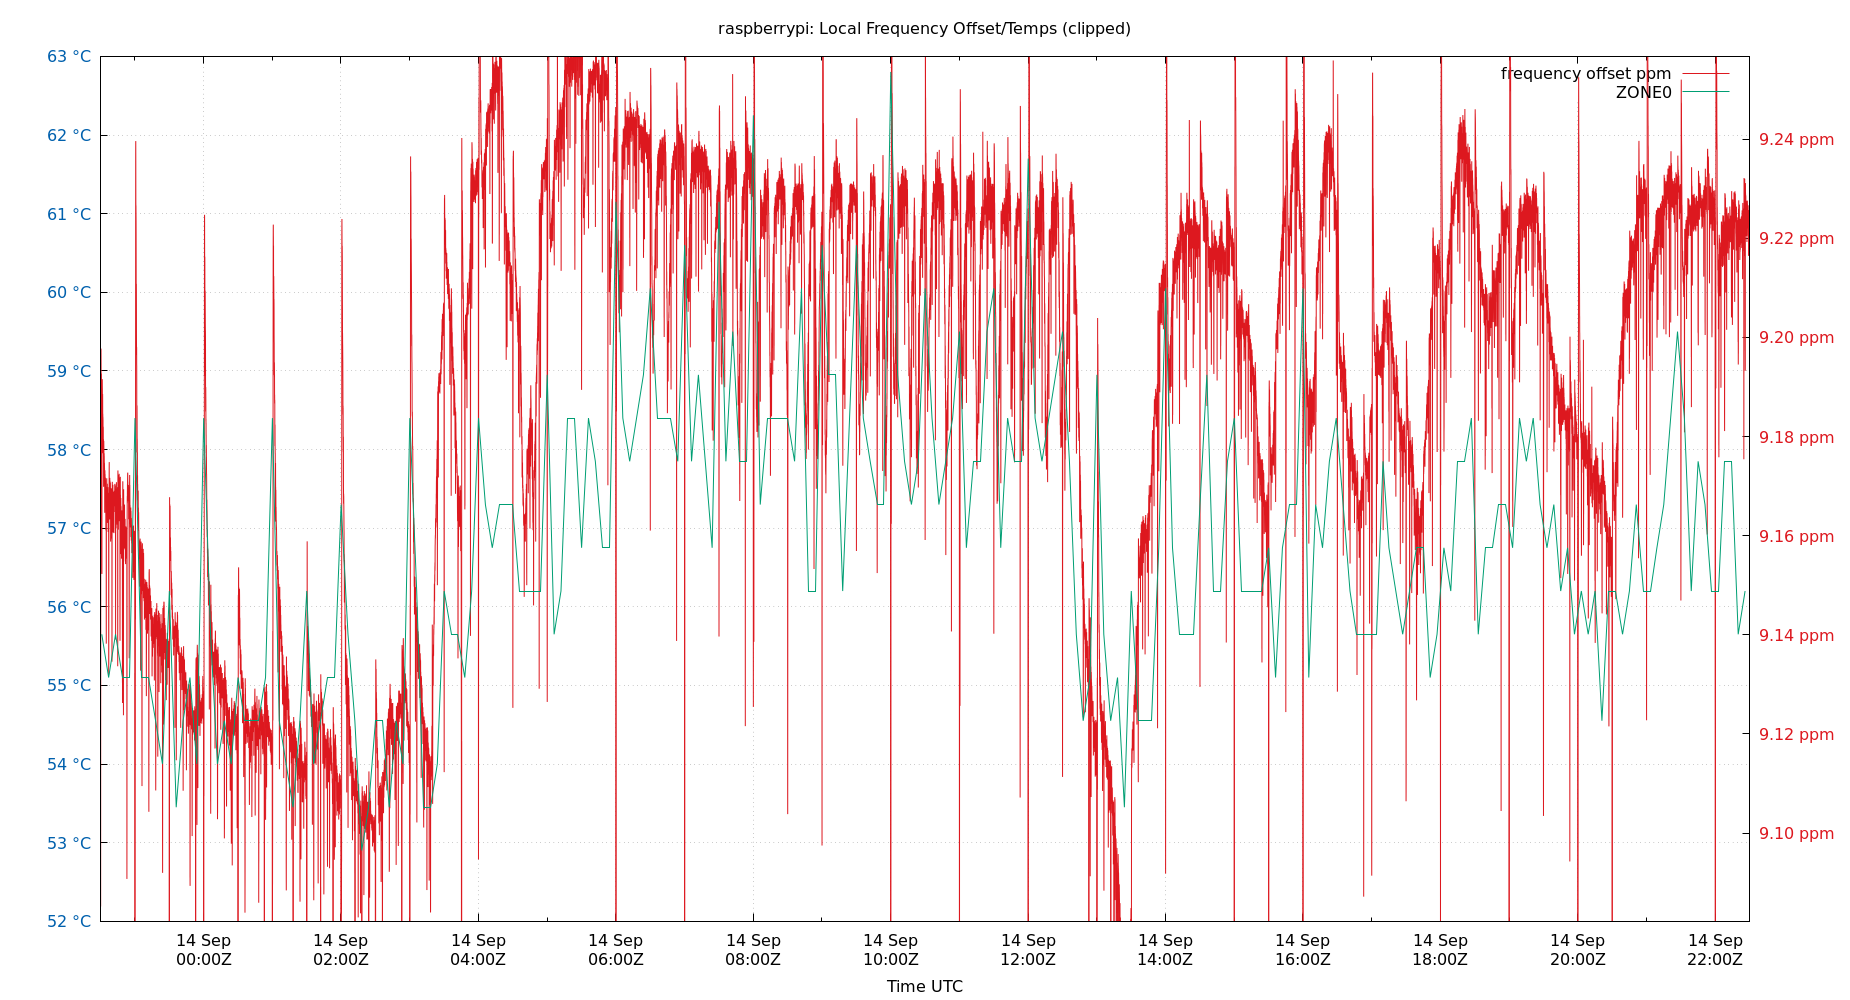 raspberrypi: Local Frequency Offset/Temps (clipped)
frequency offset ppm
ZONE0
63 °C
62 °C
61 °C
60 °C
59 °C
58 °C
57 °C
56 °C
55 °C
54 °C
53 °C
52 °C
9.24 ppm
9.22 ppm
9.20 ppm
9.18 ppm
9.16 ppm
9.14 ppm
9.12 ppm
9.10 ppm
14 Sep 14 Sep 14 Sep 14 Sep 14 Sep 14 Sep 14 Sep 14 Sep 14 Sep 14 Sep 14 Sep 14 Sep
00:00Z 02:00Z 04:00Z 06:00Z 08:00Z 10:00Z 12:00Z 14:00Z 16:00Z 18:00Z 20:00Z 22:00Z
Time UTC